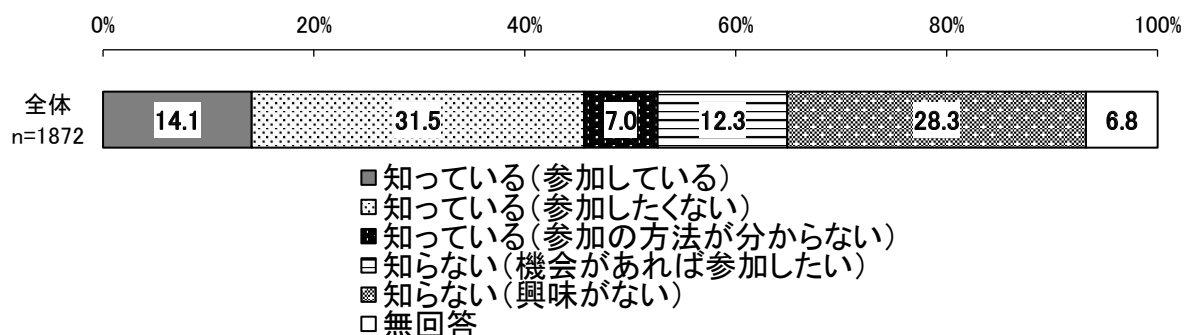 0% 20% 40% 60% 80% 100%
全体
n=1872
14.1 31.5 7.0 12.3 28.3 6.8
知っている(参加している)
知っている(参加したくない)
知っている(参加の方法が分からない)
知らない(機会があれば参加したい)
知らない(興味がない)
無回答